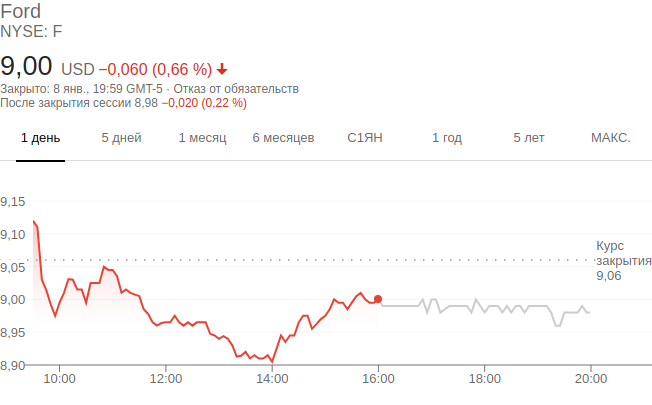 Ford
NYSE: F
9,00 USD −0,060 (0,66 %)
Закрыто: 8 янв., 19:59 GMT-5 · Отказ от обязательств
После закрытия сессии 8,98 −0,020 (0,22 %)
1 день 5 дней 1 месяц 6 месяцев С1ЯН 1 год 5 лет МАКС.
9,15
9,10
9,05
9,00
8,95
8,90
Курс
закрытия
9,06
10:00 12:00 14:00 16:00 18:00 20:00